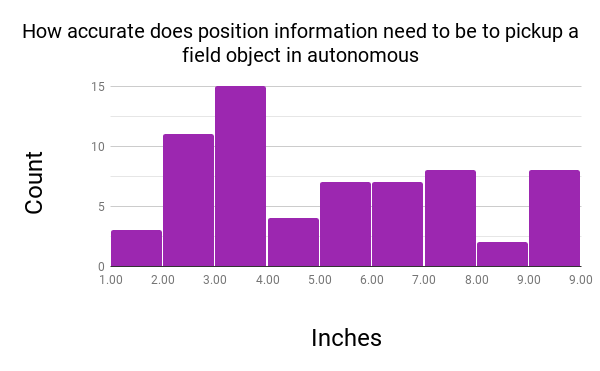 How accurate does position information need to be to pickup a
field object in autonomous
Count
15
10
5
0
1.00 2.00 3.00 4.00 5.00 6.00 7.00 8.00 9.00 9.00
Inches